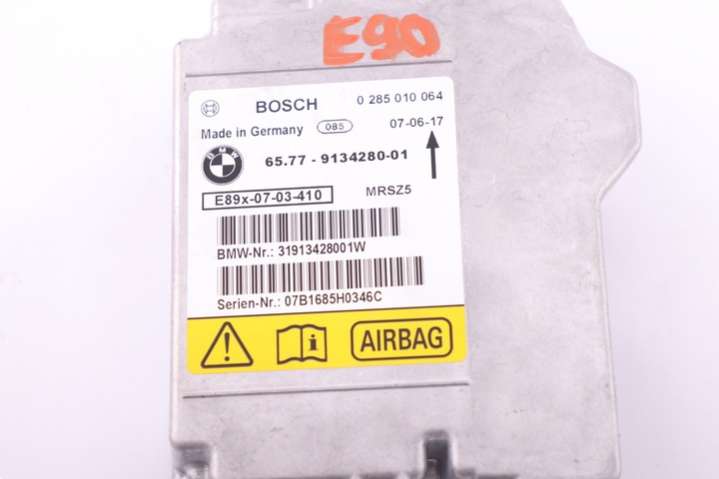 E90
BOSCH 0 285 010 064
Made in Germany 085 07-06-17
BMW 65.77 - 9134280-01
E89x-07-03-410 MRSZ5
BMW-Nr.: 31913428001W
Serien-Nr.: 07B1685H0346C
AIRBAG